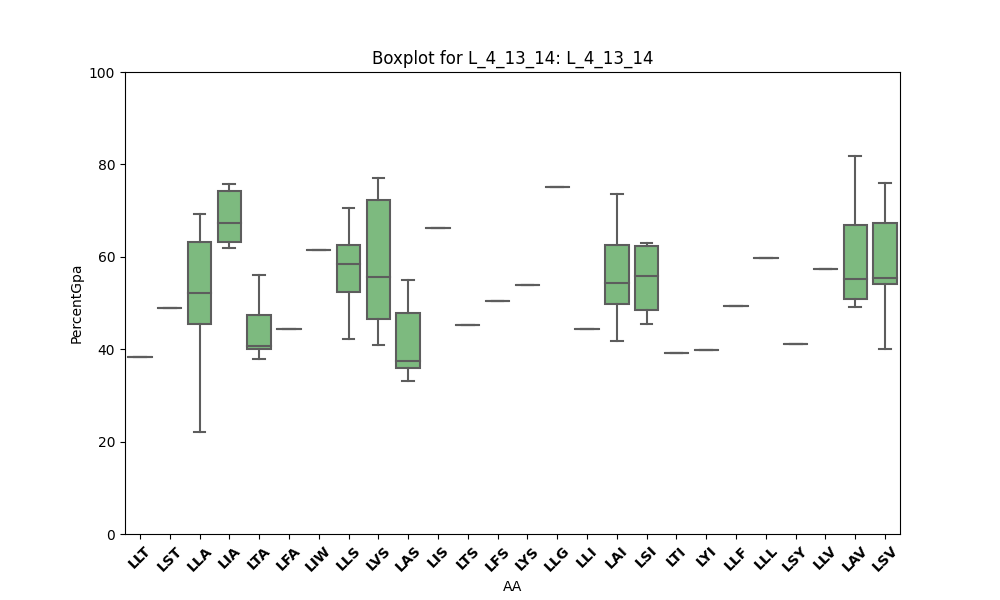 Boxplot for L_4_13_14: L_4_13_14
100
80
60
40
20
0
PercentGpa
LLT LST LLA LIA LTA LFA LIW LLS LVS LAS LIS LTS LFS LYS LLG LLI LAI LSI LTI LYI LLF LLL LSY LLV LAV LSV
AA